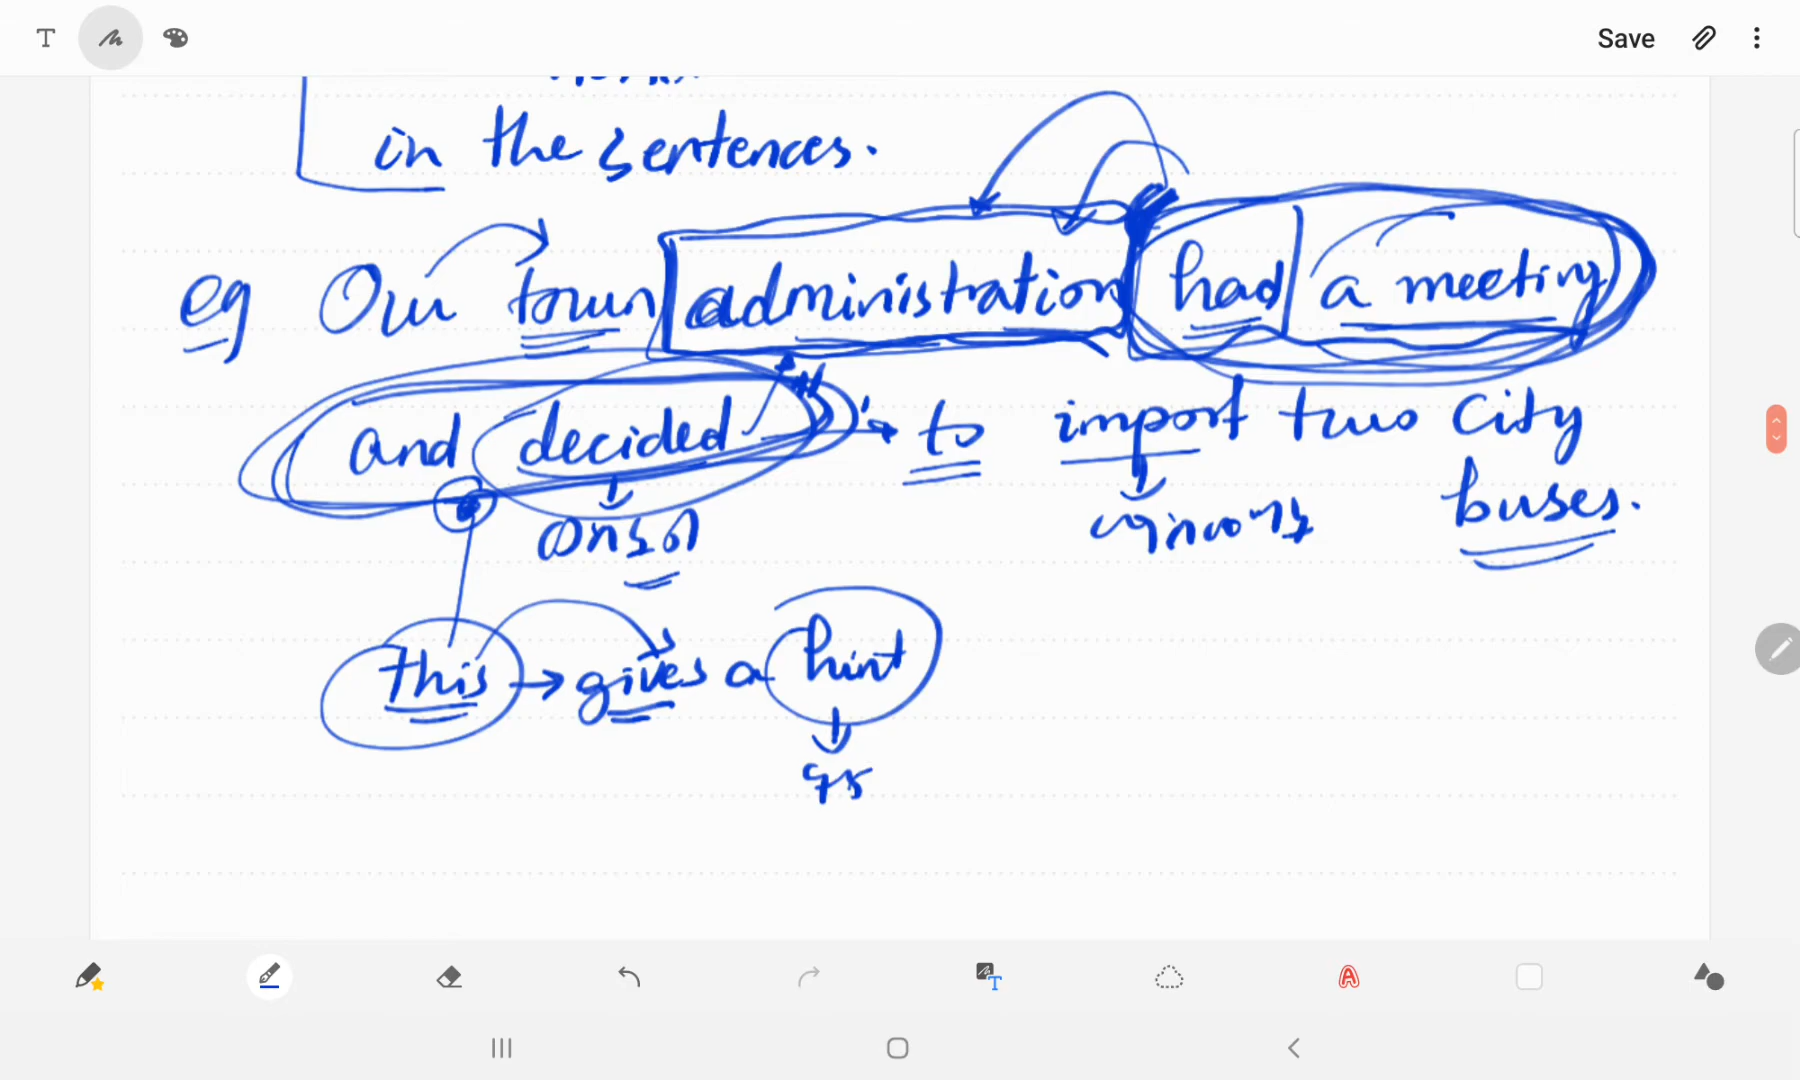 Save
in the sentences.
eg Our town administration had a meeting
and decided to import two City
buses.
this → gives a hint